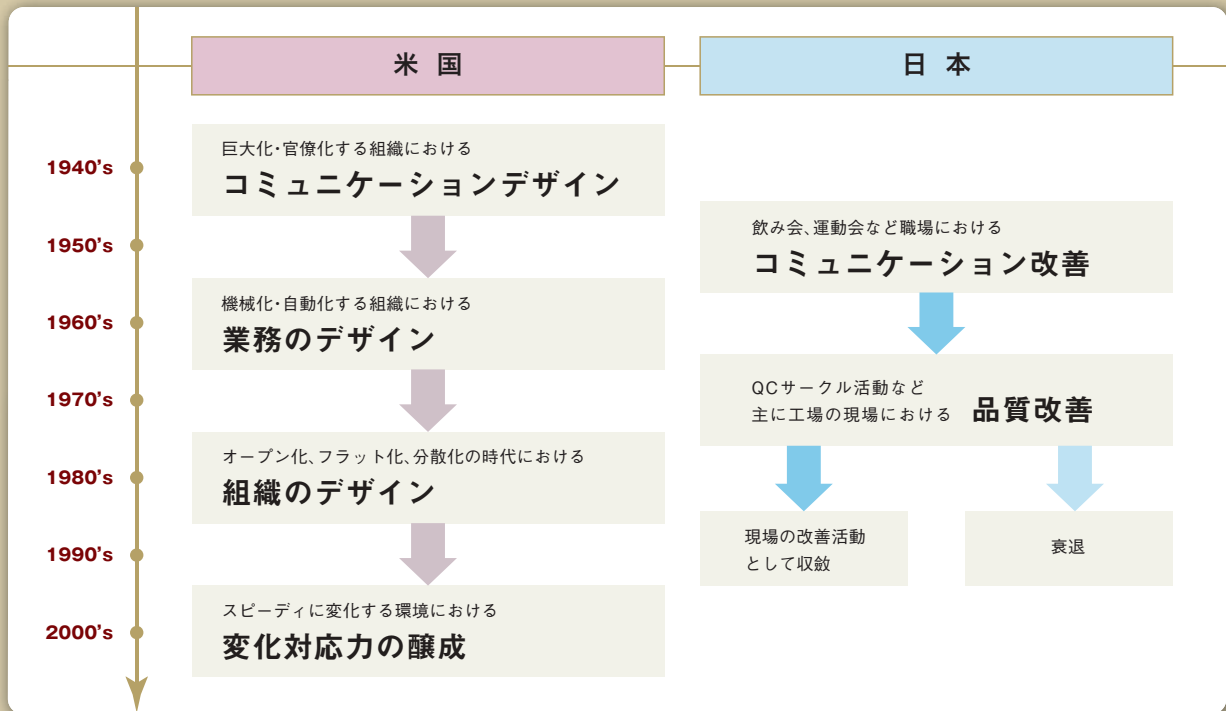 米国
日本
1940's
1950's
1960's
1970's
1980's
1990's
2000's
巨大化・官僚化する組織における
コミュニケーションデザイン
機械化・自動化する組織における
業務のデザイン
オープン化、フラット化、分散化の時代における
組織のデザイン
スピーディに変化する環境における
変化対応力の醸成
飲み会、運動会など職場における
コミュニケーション改善
QCサークル活動など
主に工場の現場における 品質改善
現場の改善活動
として収斂
衰退